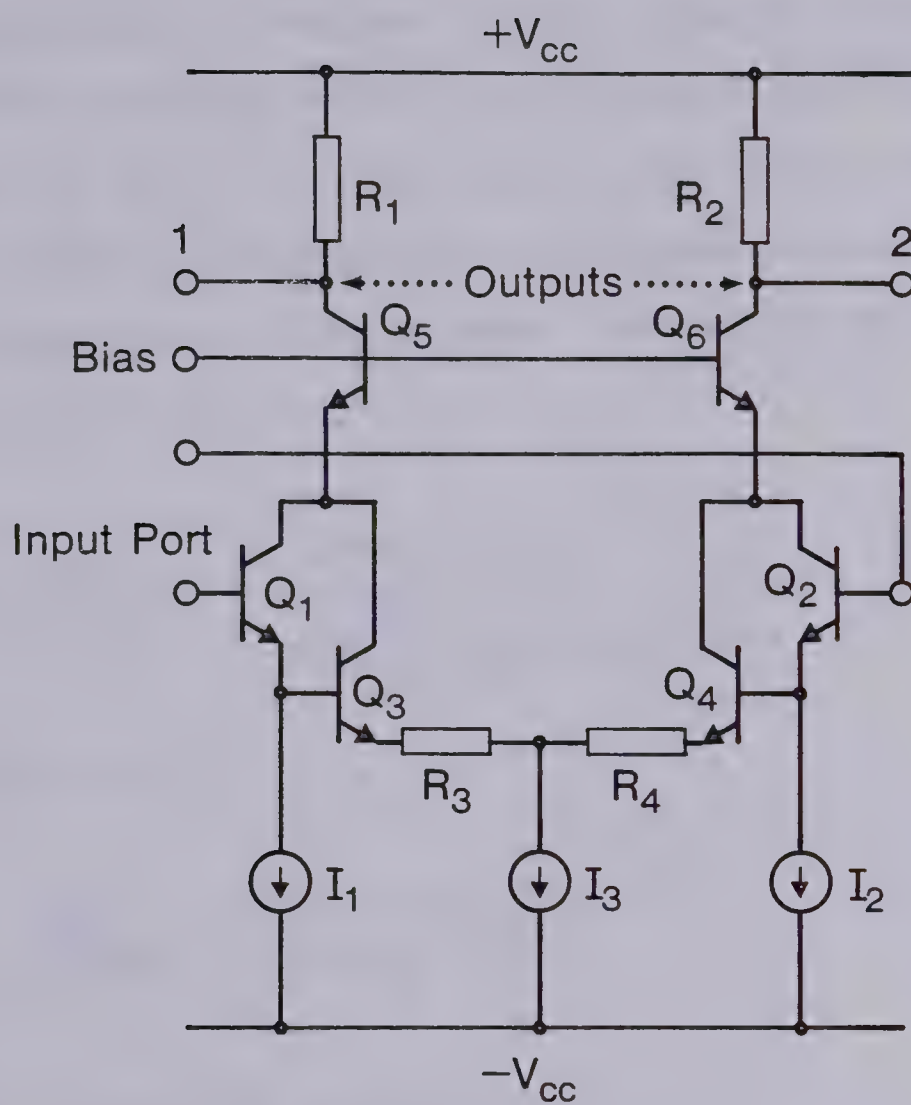 +Vcc
R1
R2
1
Outputs
2
Q5
Q6
Bias
Input Port
Q1
Q2
Q3
Q4
R3
R4
I1
I3
I2
−Vcc